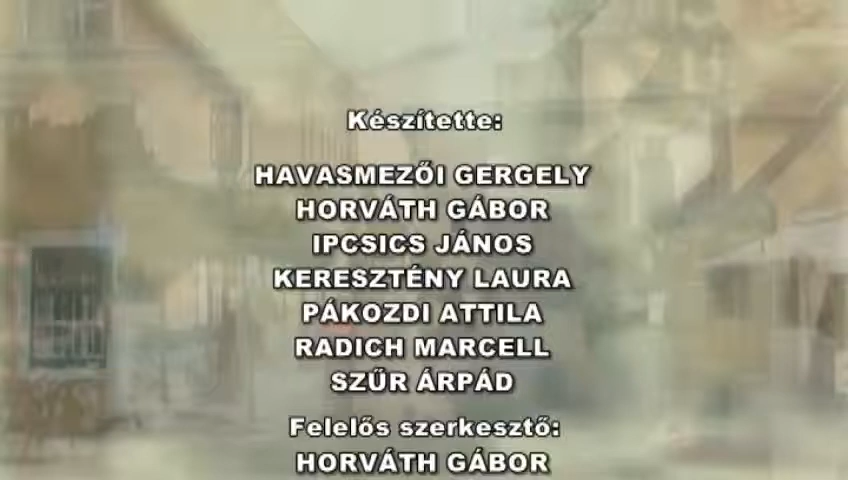 Készítette:
HAVASMEZŐI GERGELY
HORVÁTH GÁBOR
IPCSICS JÁNOS
KERESZTÉNY LAURA
PÁKOZDI ATTILA
RADICH MARCELL
SZŰR ÁRPÁD
Felelős szerkesztő:
HORVÁTH GÁBOR